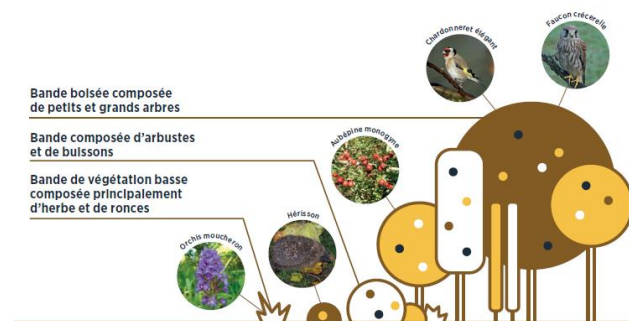 Faucon crécerelle
Chardonneret élégant
Bande boisée composée
de petits et grands arbres
Bande composée d'arbustes
et de buissons
Aubépine monogyne
Bande de végétation basse
composée principalement
d'herbe et de ronces
Hérisson
Orchis moucheron